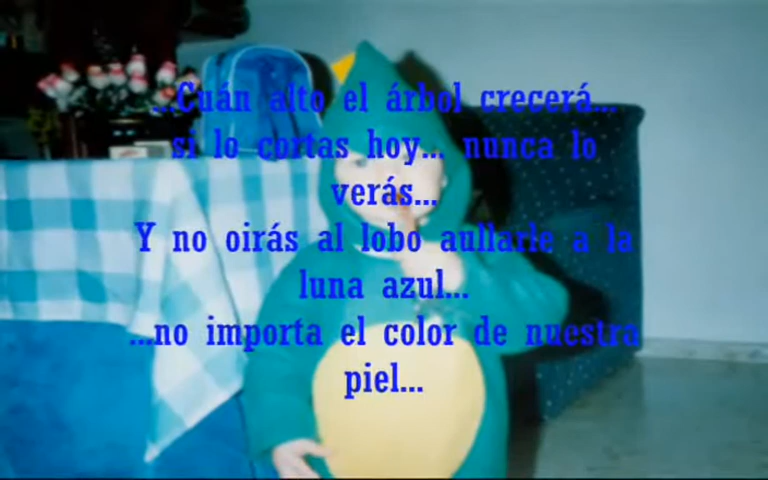 ...Cuán alto el árbol crecerá...
si lo cortas hoy... nunca lo
verás...
Y no oirás al lobo aullarle a la
luna azul...
...no importa el color de nuestra
piel...